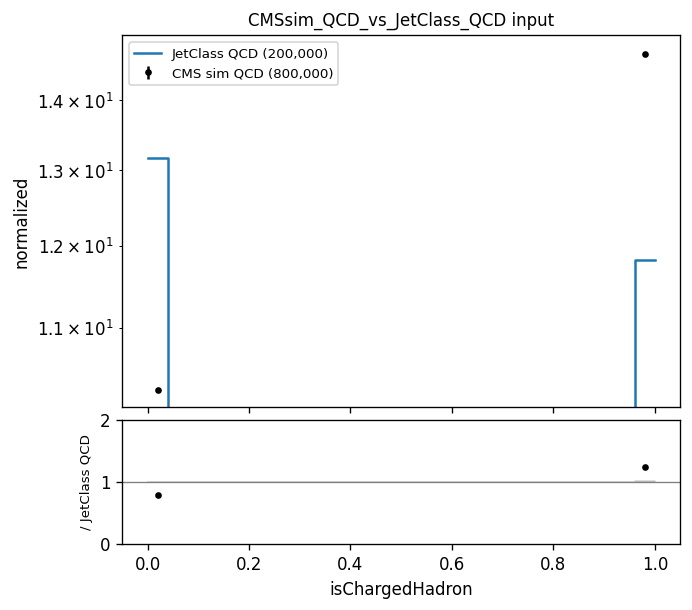 CMSsim_QCD_vs_JetClass_QCD input
JetClass QCD (200,000)
CMS sim QCD (800,000)
1.4 × 10¹
1.3 × 10¹
1.2 × 10¹
1.1 × 10¹
normalized
2
1
0
/ JetClass QCD
0.0 0.2 0.4 0.6 0.8 1.0
isChargedHadron